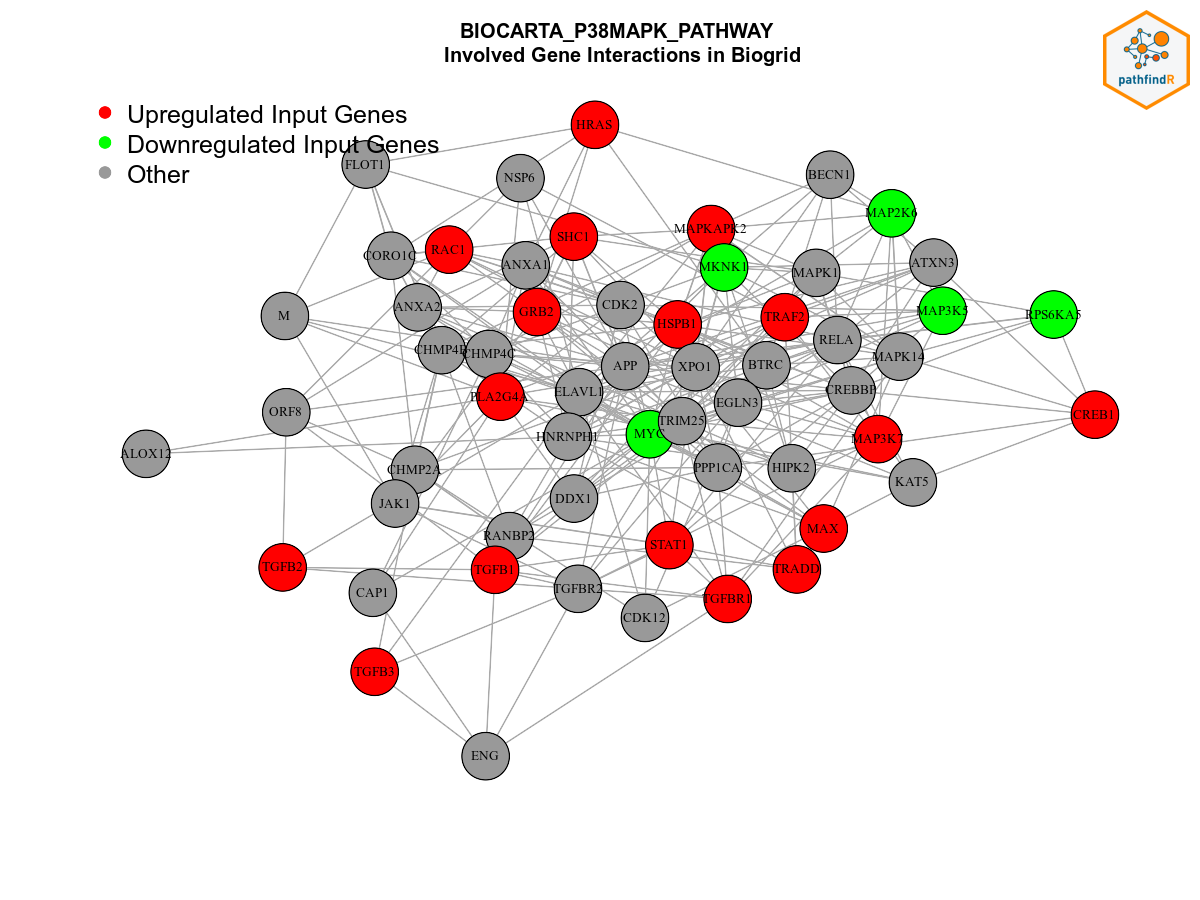 BIOCARTA_P38MAPK_PATHWAY
Involved Gene Interactions in Biogrid
pathfindR
Upregulated Input Genes
Downregulated Input Genes
Other
HRAS
FLOT1
NSP6
BECN1
MAP2K6
MAPKAPK2
SHC1
RAC1
CORO1C
ANXA1
MKNK1
MAPK1
ATXN3
ANXA2
CDK2
GRB2
M
HSPB1
TRAF2
MAP3K5
RPS6KA5
RELA
CHMP4B
CHMP4C
MAPK14
APP
XPO1
BTRC
ELAVL1
CREBBP
PLA2G4A
EGLN3
ORF8
CREB1
TRIM25
MYC
HNRNPH1
MAP3K7
ALOX12
CHMP2A
PPP1CA
HIPK2
KAT5
DDX1
JAK1
MAX
RANBP2
STAT1
TGFB2
TGFB1
TRADD
TGFBR2
CAP1
TGFBR1
CDK12
TGFB3
ENG